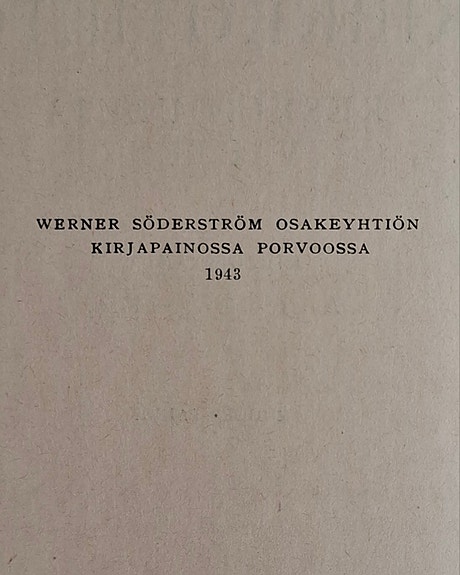 WERNER SÖDERSTRÖM OSAKEYHTIÖN
KIRJAPAINOSSA PORVOOSSA
1943